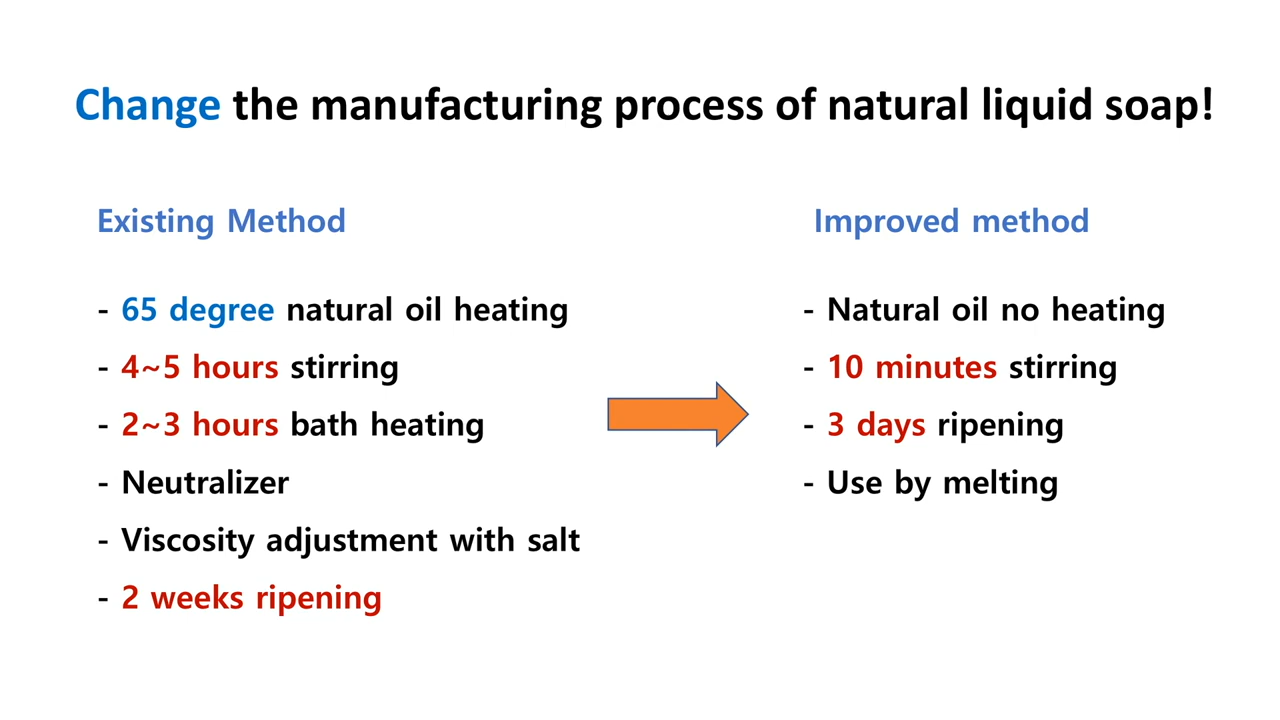 Change the manufacturing process of natural liquid soap!
Existing Method
- 65 degree natural oil heating
- 4~5 hours stirring
- 2~3 hours bath heating
- Neutralizer
- Viscosity adjustment with salt
- 2 weeks ripening
Improved method
- Natural oil no heating
- 10 minutes stirring
- 3 days ripening
- Use by melting